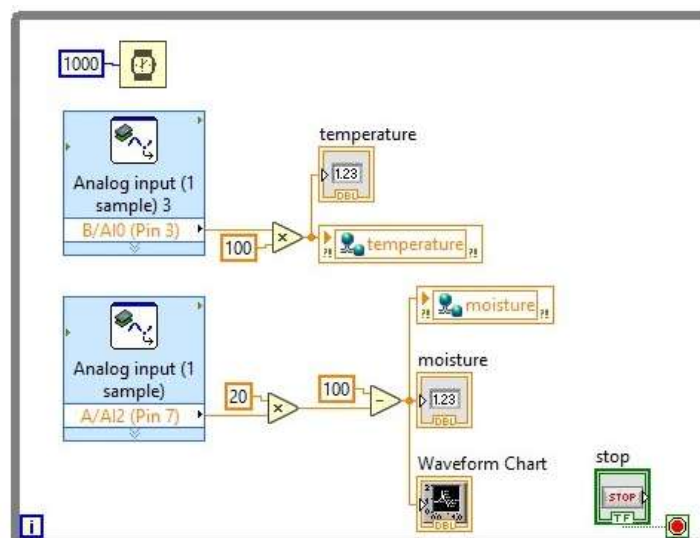 1000
Analog input (1
sample) 3
B/AI0 (Pin 3)
100
temperature
1.23
DBL
?! temperature ?!
Analog input (1
sample)
A/AI2 (Pin 7)
20
100
?! moisture ?!
moisture
1.23
DBL
Waveform Chart
DBL
stop
STOP
TF
i